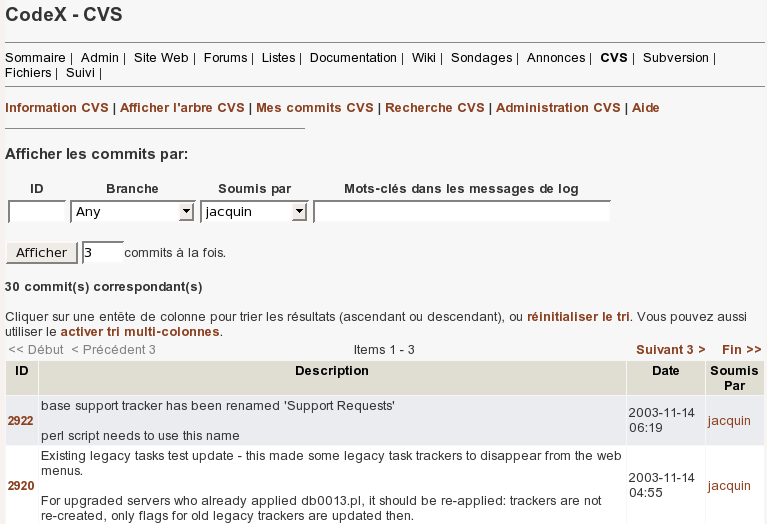 CodeX - CVS
Sommaire | Admin | Site Web | Forums | Listes | Documentation | Wiki | Sondages | Annonces | CVS | Subversion |
Fichiers | Suivi |
Information CVS | Afficher l'arbre CVS | Mes commits CVS | Recherche CVS | Administration CVS | Aide
Afficher les commits par:
ID Branche Soumis par Mots-clés dans les messages de log
Any jacquin
Afficher 3 commits à la fois.
30 commit(s) correspondant(s)
Cliquer sur une entête de colonne pour trier les résultats (ascendant ou descendant), ou réinitialiser le tri. Vous pouvez aussi
utiliser le activer tri multi-colonnes.
<< Début < Précédent 3 Items 1 - 3 Suivant 3 > Fin >>
ID Description Date Soumis
Par
base support tracker has been renamed 'Support Requests'
2922 2003-11-14 jacquin
06:19
perl script needs to use this name
Existing legacy tasks test update - this made some legacy task trackers to disappear from the web
menus.
2920 2003-11-14 jacquin
04:55
For upgraded servers who already applied db0013.pl, it should be re-applied: trackers are not
re-created, only flags for old legacy trackers are updated then.